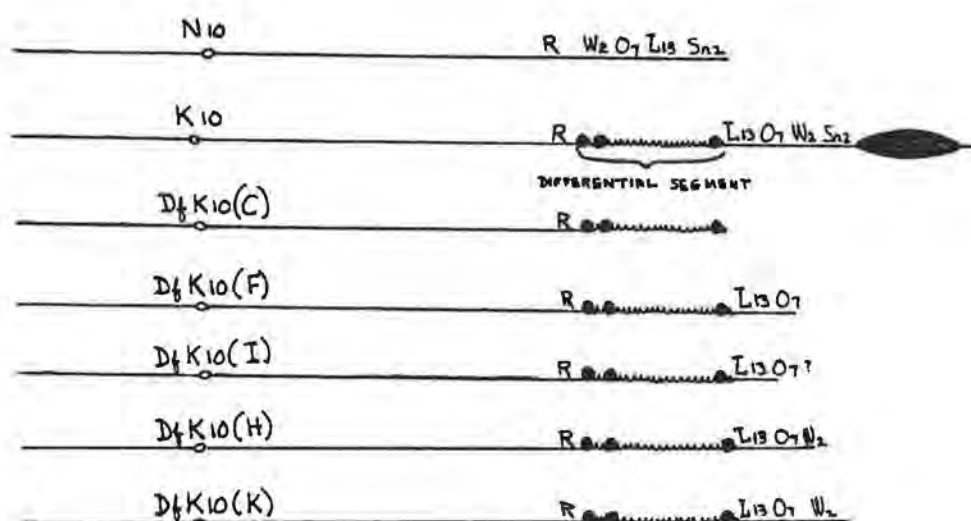 N10
R W2 O7 L13 Sn2
K10
R L13 O7 W2 Sn2
DIFFERENTIAL SEGMENT
Df K10(C)
R
Df K10(F)
R L13 O7
Df K10(I)
R L13 O7?
Df K10(H)
R L13 O7 W2
Df K10(K)
R L13 O7 W2